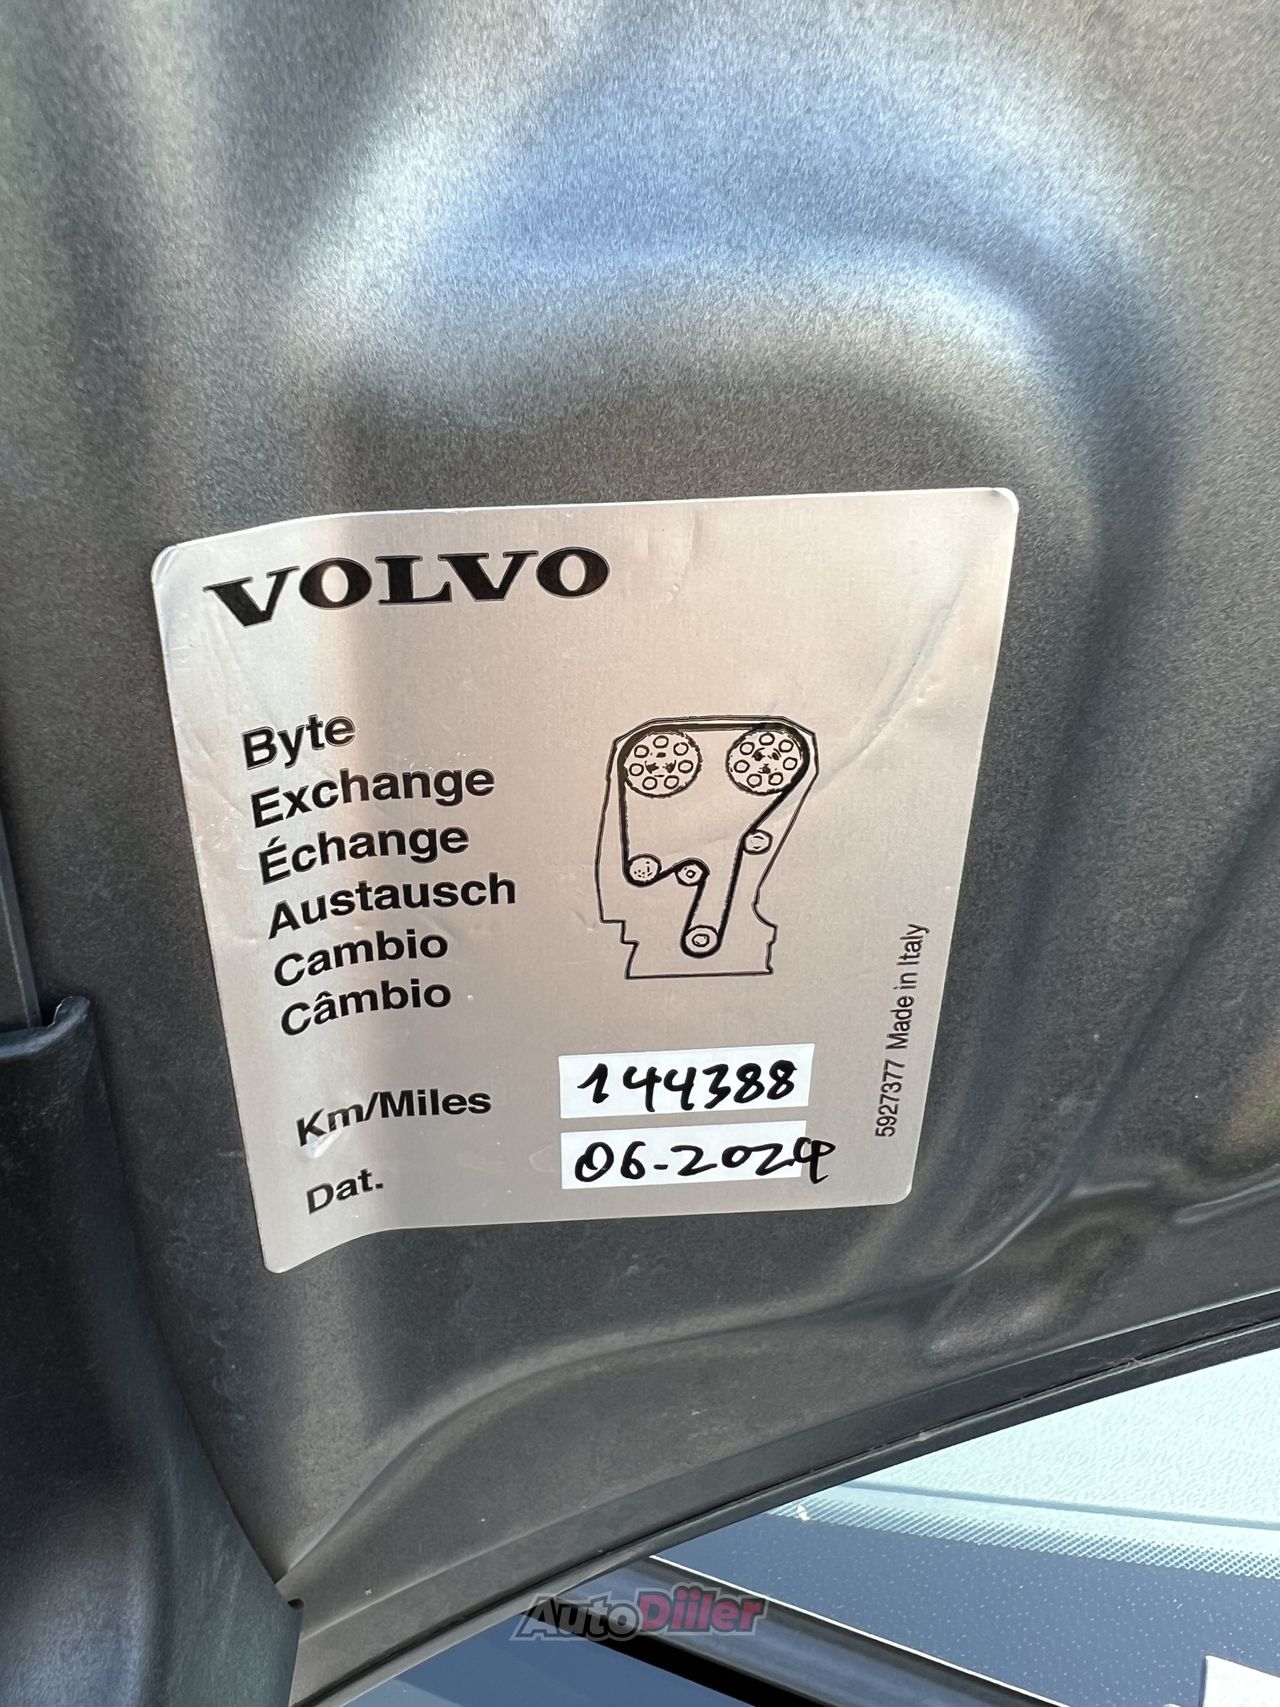 VOLVO
Byte
Exchange
Échange
Austausch
Cambio
Câmbio
Km/Miles 144388
Dat. 06-2024
5927377 Made in Italy
AutoDiiler